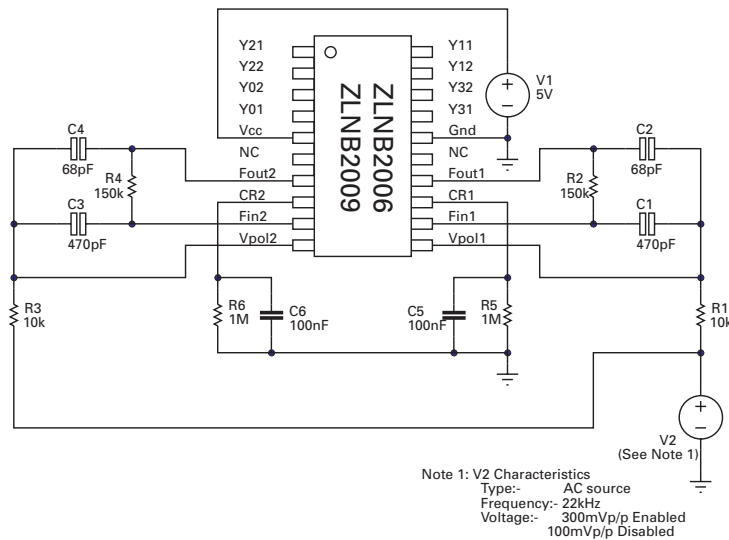 Y21
Y22
Y02
Y01
Vcc
NC
Fout2
CR2
Fin2
Vpol2
ZLNB2009
ZLNB2006
Y11
Y12
Y32
Y31
Gnd
NC
Fout1
CR1
Fin1
Vpol1
V1
5V
C4
68pF
R4
150k
C3
470pF
R3
10k
R6
1M
C6
100nF
C5
100nF
R5
1M
C2
68pF
R2
150k
C1
470pF
R1
10k
V2
(See Note 1)
Note 1: V2 Characteristics
Type:- AC source
Frequency:- 22kHz
Voltage:- 300mVp/p Enabled
100mVp/p Disabled